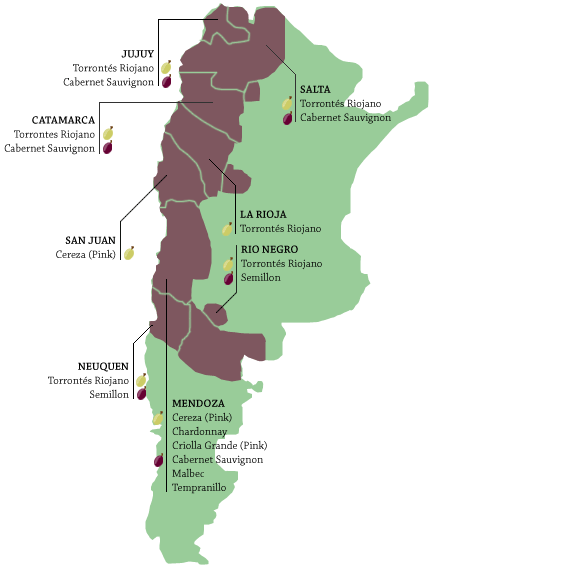 JUJUY
Torrontés Riojano
Cabernet Sauvignon
SALTA
Torrontés Riojano
Cabernet Sauvignon
CATAMARCA
Torrontes Riojano
Cabernet Sauvignon
LA RIOJA
Torrontés Riojano
SAN JUAN
Cereza (Pink)
RIO NEGRO
Torrontés Riojano
Semillon
NEUQUEN
Torrontés Riojano
Semillon
MENDOZA
Cereza (Pink)
Chardonnay
Criolla Grande (Pink)
Cabernet Sauvignon
Malbec
Tempranillo